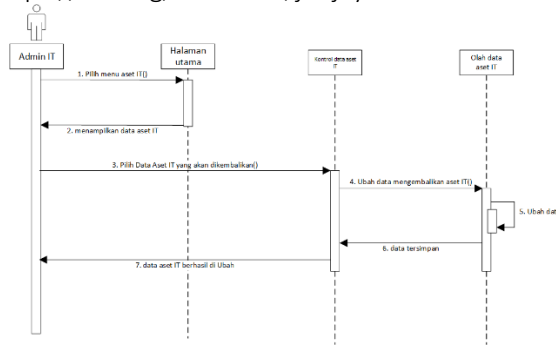 Admin IT
Halaman
utama
Kontrol data aset
IT
Olah data
aset IT
1. Pilih menu aset IT()
2. menampilkan data aset IT
3. Pilih Data Aset IT yang akan dikembalikan()
4. Ubah data mengembalikan aset IT()
5. Ubah dat
6. data tersimpan
7. data aset IT berhasil di Ubah